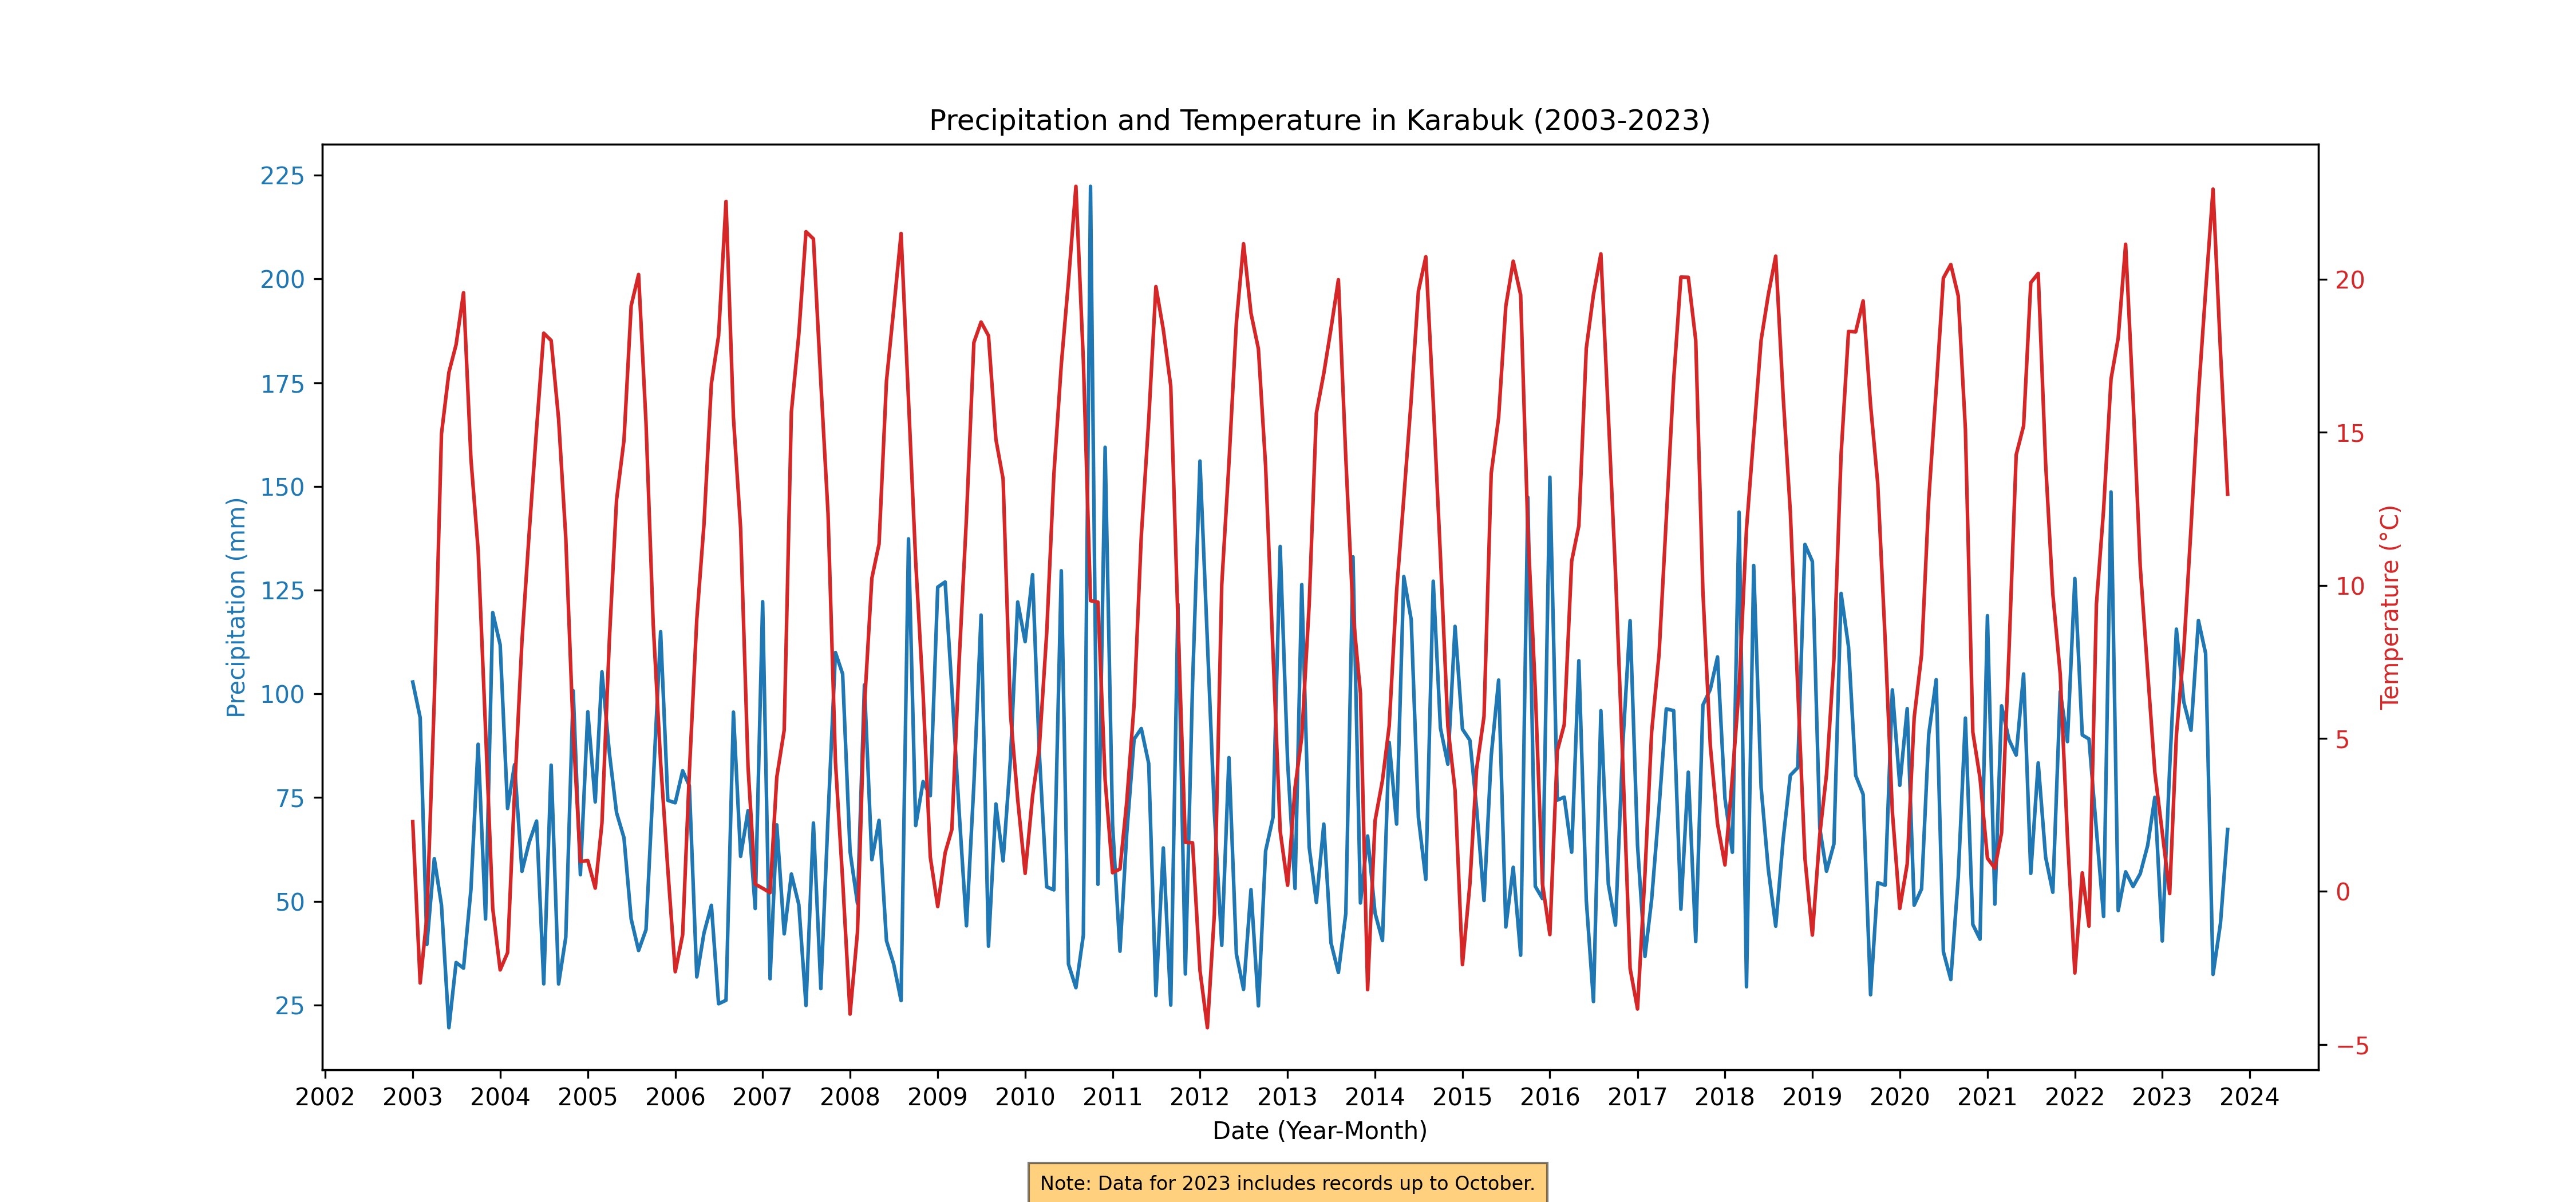 Precipitation and Temperature in Karabuk (2003-2023)
225
200
175
150
125
100
75
50
25
Precipitation (mm)
20
15
10
5
0
−5
Temperature (°C)
2002 2003 2004 2005 2006 2007 2008 2009 2010 2011 2012 2013 2014 2015 2016 2017 2018 2019 2020 2021 2022 2023 2024
Date (Year-Month)
Note: Data for 2023 includes records up to October.